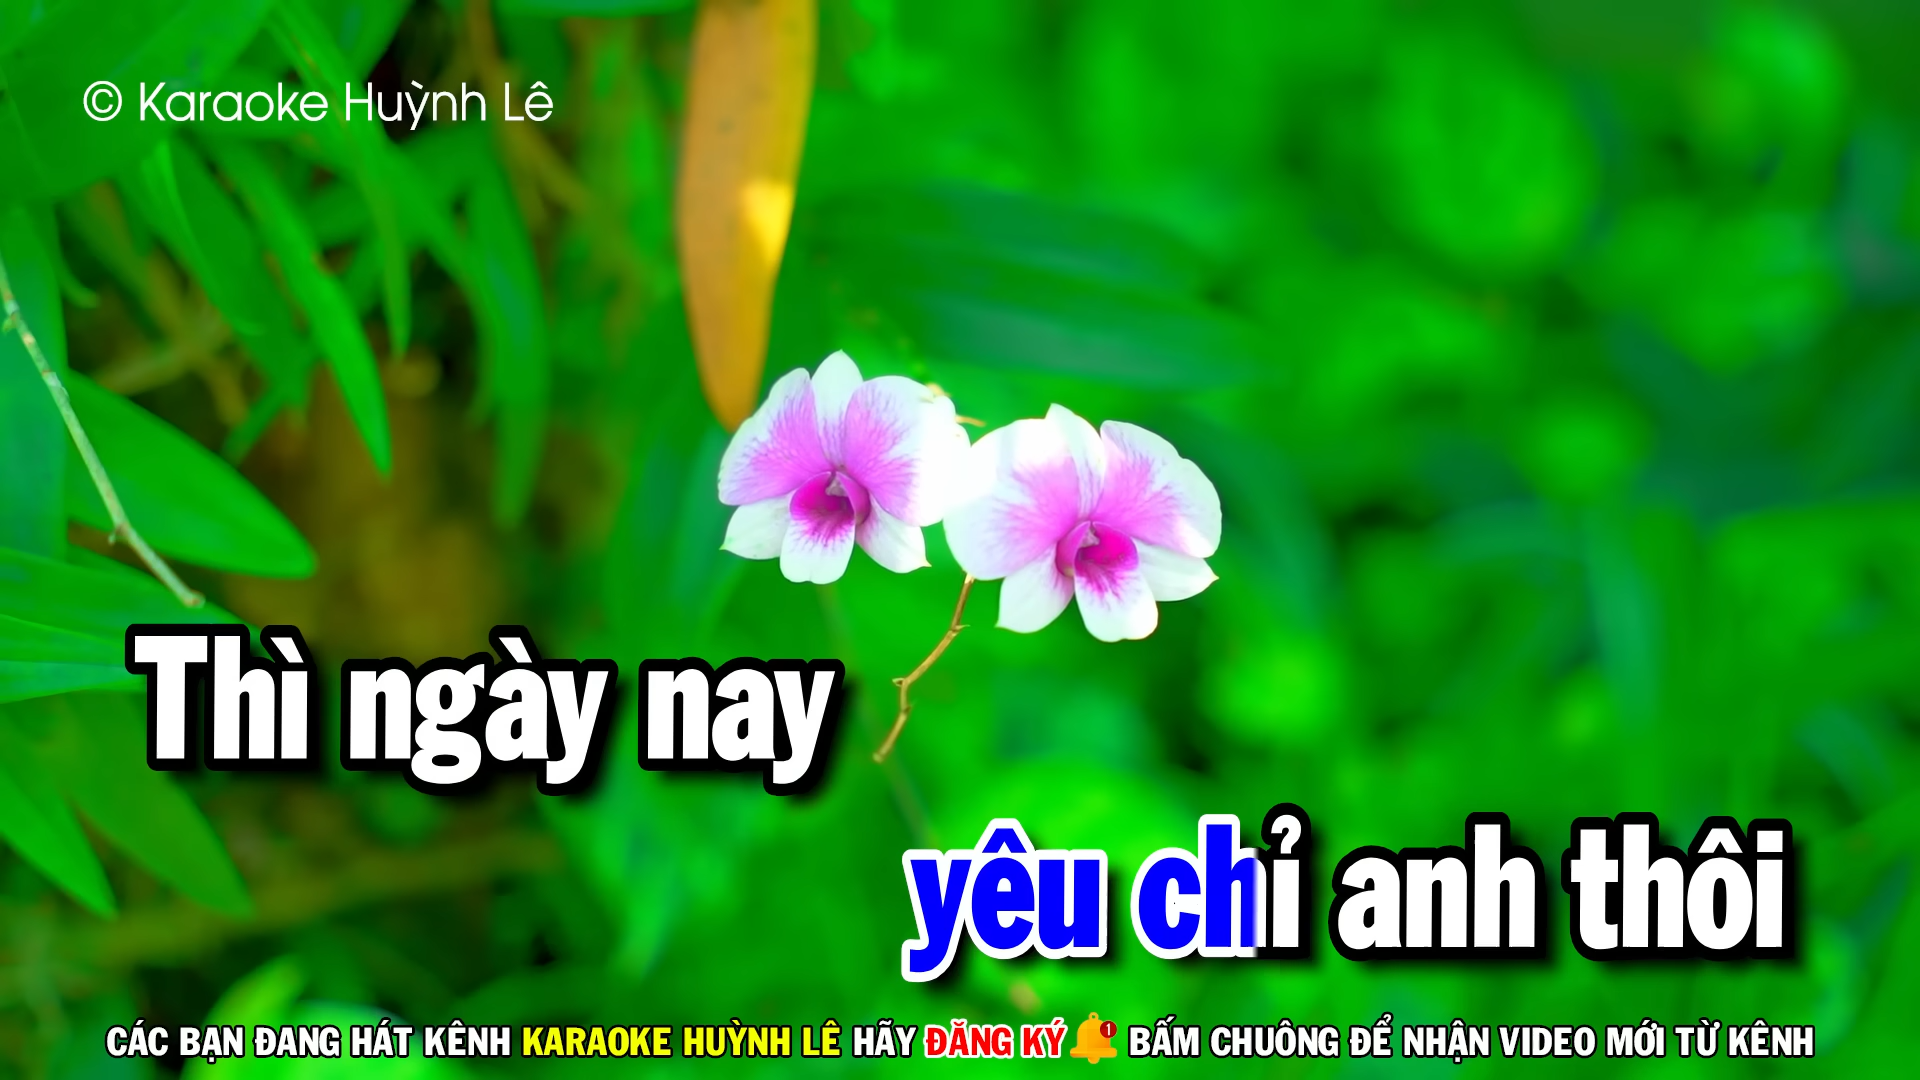 © Karaoke Huỳnh Lê
Thì ngày nay
yêu chỉ anh thôi
CÁC BẠN ĐANG HÁT KÊNH KARAOKE HUỲNH LÊ HÃY ĐĂNG KÝ 1 BẤM CHUÔNG ĐỂ NHẬN VIDEO MỚI TỪ KÊNH